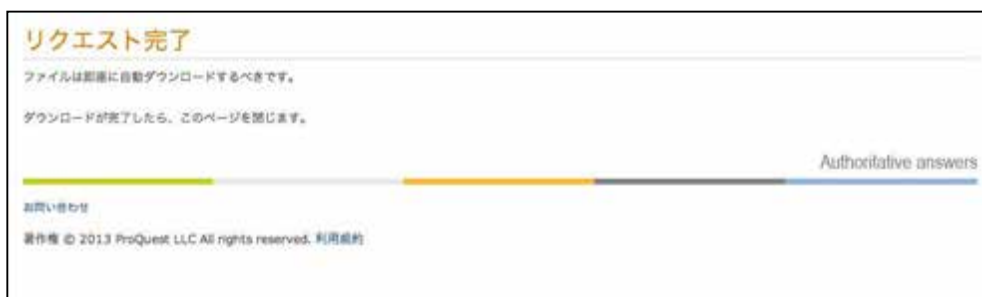 リクエスト完了
ファイルは即座に自動ダウンロードするべきです。
ダウンロードが完了したら、このページを閉じます。
Authoritative answers
お問い合わせ
著作権 © 2013 ProQuest LLC All rights reserved. 利用規約